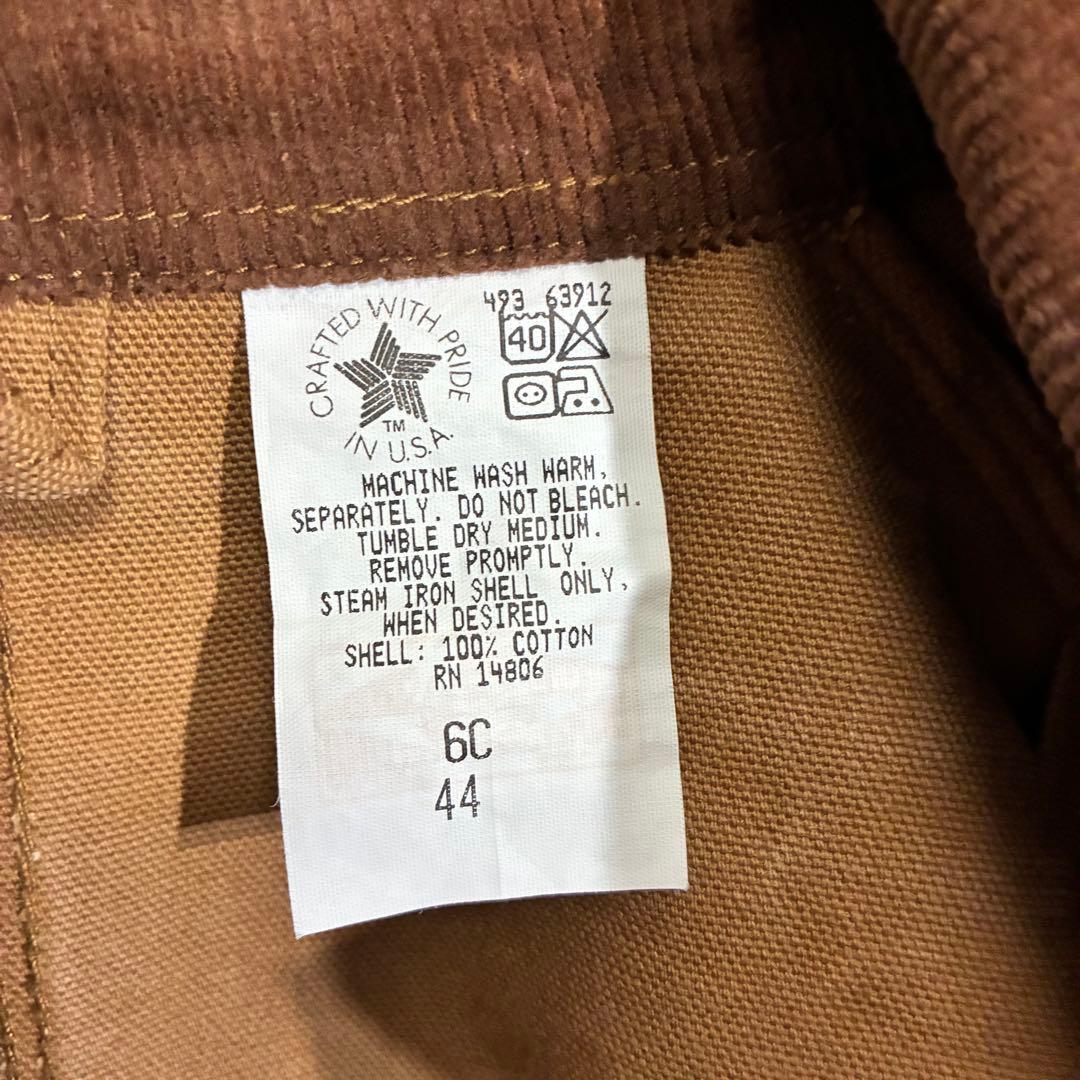 CRAFTED WITH PRIDE
TM
IN U.S.A.
493 63912
40
MACHINE WASH WARM,
SEPARATELY. DO NOT BLEACH.
TUMBLE DRY MEDIUM.
REMOVE PROMPTLY.
STEAM IRON SHELL ONLY,
WHEN DESIRED.
SHELL: 100% COTTON
RN 14806
6C
44